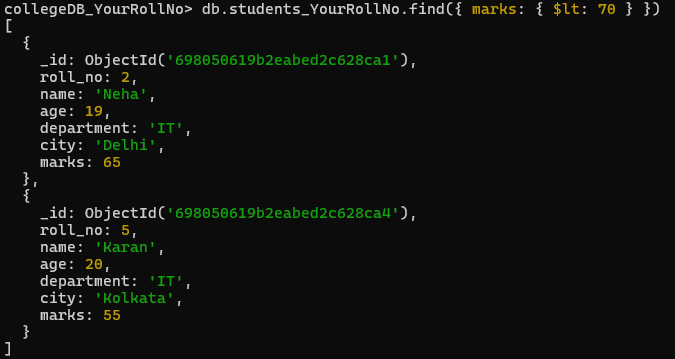 collegeDB_YourRollNo> db.students_YourRollNo.find({ marks: { $lt: 70 } })
[
  {
    _id: ObjectId('698050619b2eabed2c628ca1'),
    roll_no: 2,
    name: 'Neha',
    age: 19,
    department: 'IT',
    city: 'Delhi',
    marks: 65
  },
  {
    _id: ObjectId('698050619b2eabed2c628ca4'),
    roll_no: 5,
    name: 'Karan',
    age: 20,
    department: 'IT',
    city: 'Kolkata',
    marks: 55
  }
]